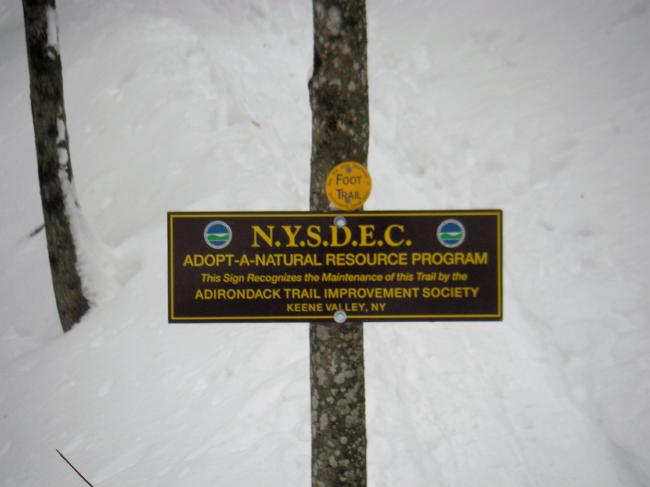 FOOT
TRAIL
N.Y.S.D.E.C.
ADOPT-A-NATURAL RESOURCE PROGRAM
This Sign Recognizes the Maintenance of this Trail by the
ADIRONDACK TRAIL IMPROVEMENT SOCIETY
KEENE VALLEY, NY